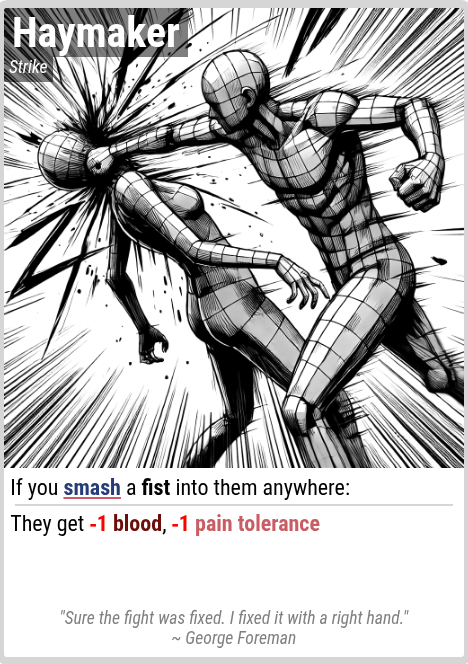 Haymaker
Strike
If you smash a fist into them anywhere:
They get -1 blood, -1 pain tolerance
"Sure the fight was fixed. I fixed it with a right hand."
~ George Foreman